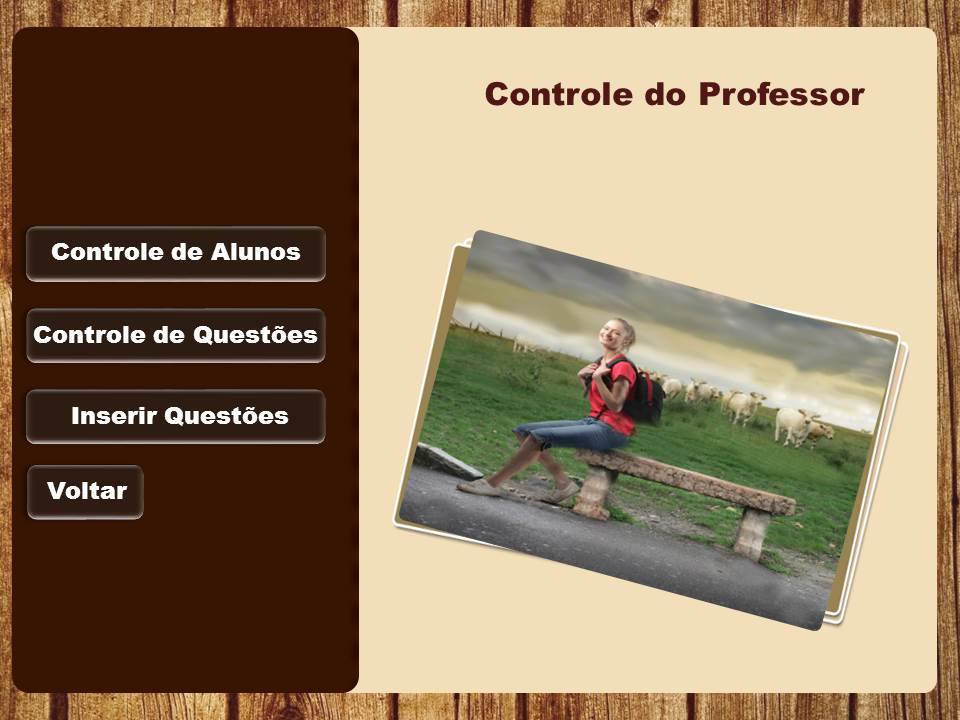 Controle do Professor
Controle de Alunos
Controle de Questões
Inserir Questões
Voltar